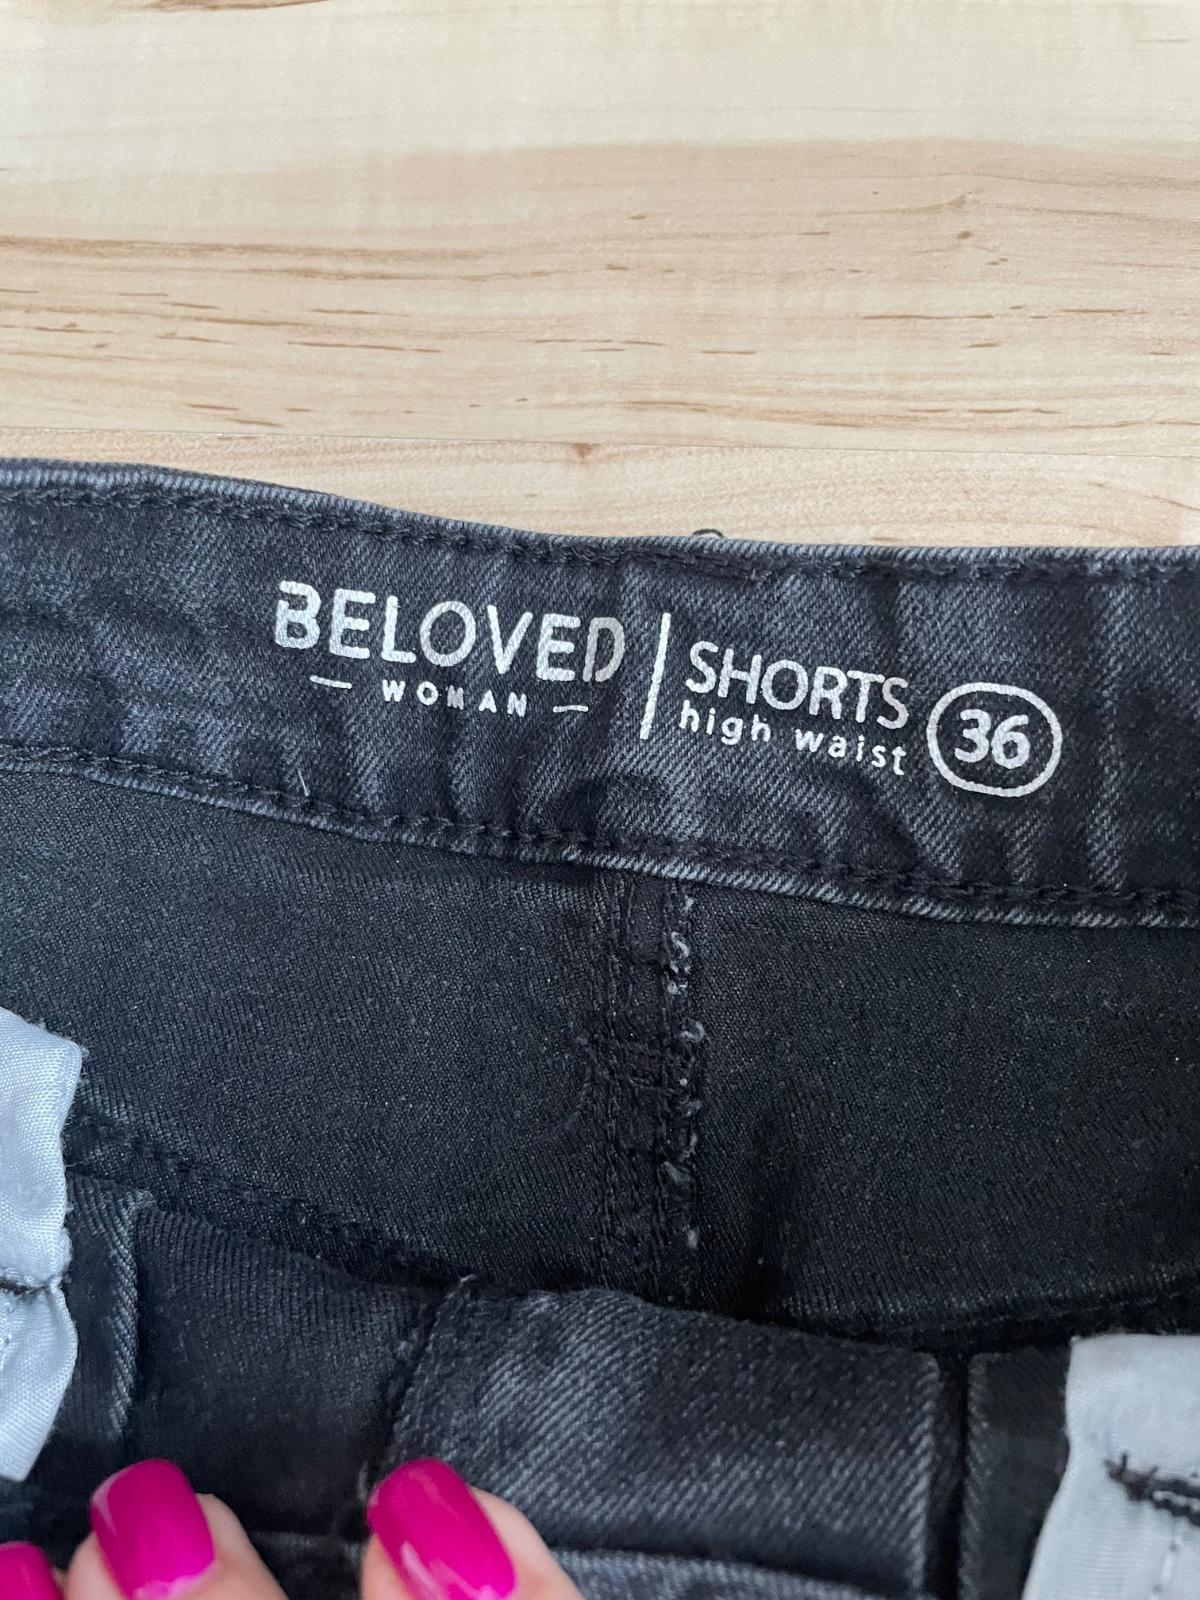 BELOVED
— WOMAN —
SHORTS
high waist
36